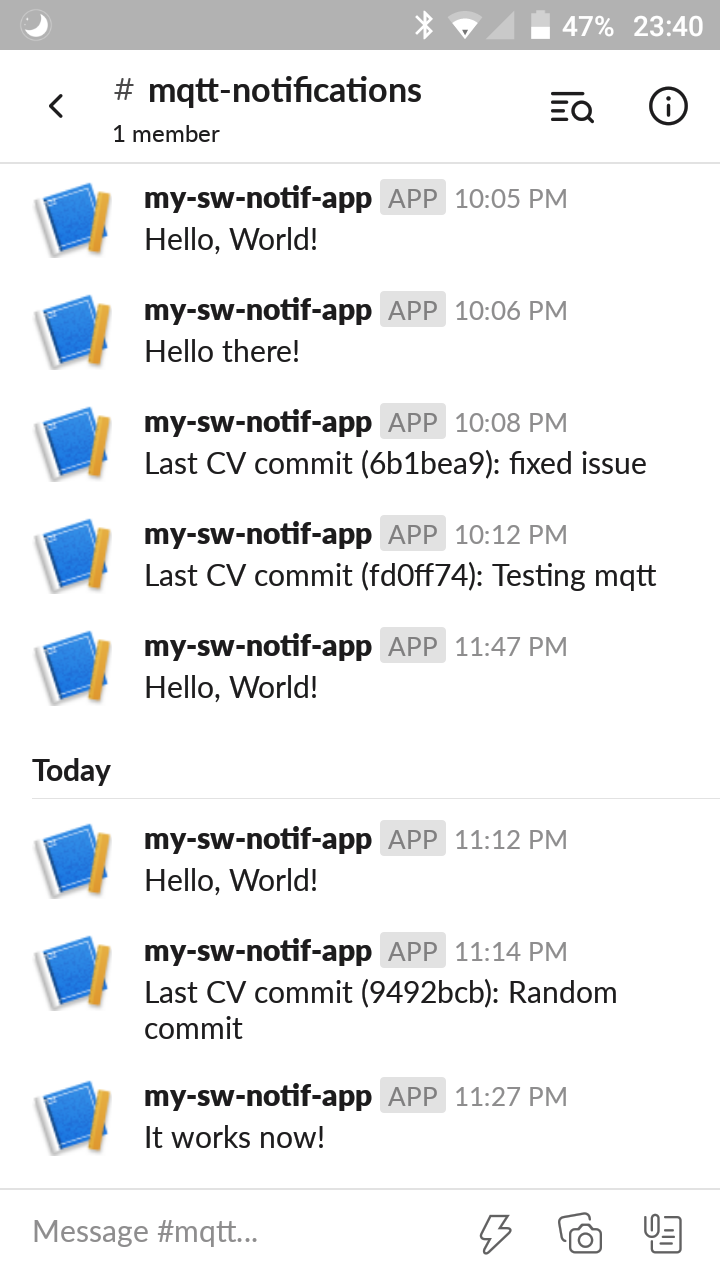 47% 23:40
# mqtt-notifications
1 member
my-sw-notif-app APP 10:05 PM
Hello, World!
my-sw-notif-app APP 10:06 PM
Hello there!
my-sw-notif-app APP 10:08 PM
Last CV commit (6b1bea9): fixed issue
my-sw-notif-app APP 10:12 PM
Last CV commit (fd0ff74): Testing mqtt
my-sw-notif-app APP 11:47 PM
Hello, World!
Today
my-sw-notif-app APP 11:12 PM
Hello, World!
my-sw-notif-app APP 11:14 PM
Last CV commit (9492bcb): Random
commit
my-sw-notif-app APP 11:27 PM
It works now!
Message #mqtt...